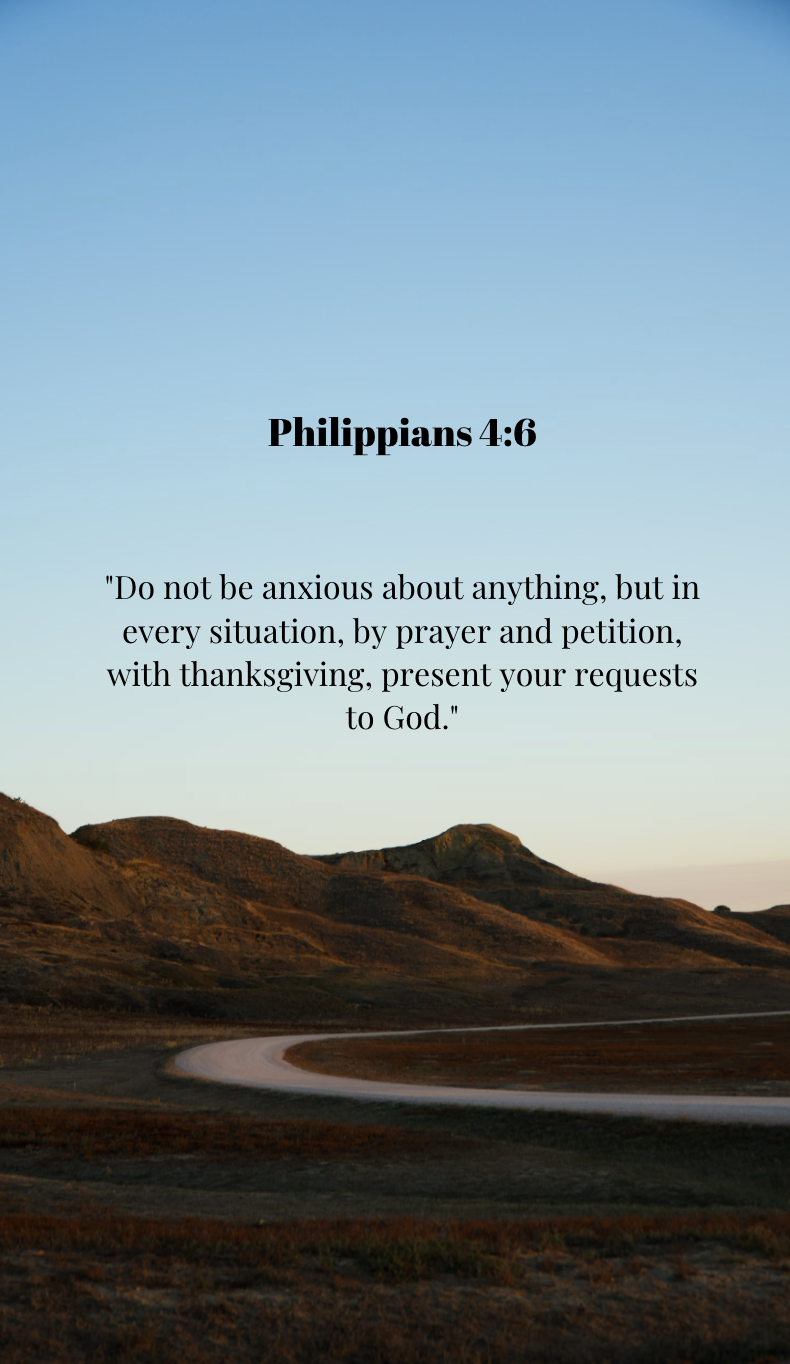 Philippians 4:6
"Do not be anxious about anything, but in
every situation, by prayer and petition,
with thanksgiving, present your requests
to God."